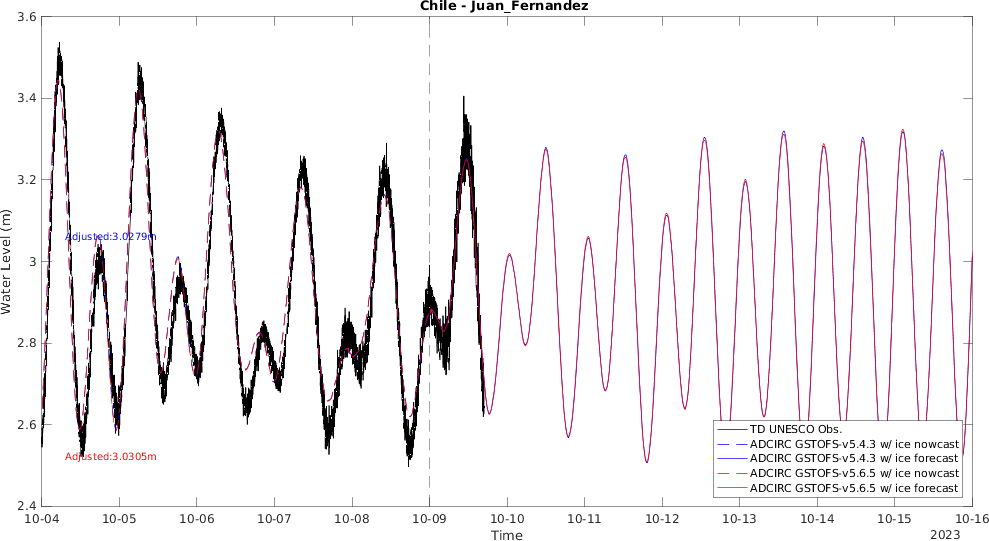 Chile - Juan_Fernandez
Water Level (m)
3.6
3.4
3.2
3
2.8
2.6
2.4
Adjusted:3.0279m
Adjusted:3.0305m
TD UNESCO Obs.
ADCIRC GSTOFS-v5.4.3 w/ ice nowcast
ADCIRC GSTOFS-v5.4.3 w/ ice forecast
ADCIRC GSTOFS-v5.6.5 w/ ice nowcast
ADCIRC GSTOFS-v5.6.5 w/ ice forecast
10-04 10-05 10-06 10-07 10-08 10-09 10-10 10-11 10-12 10-13 10-14 10-15 10-16
Time
2023